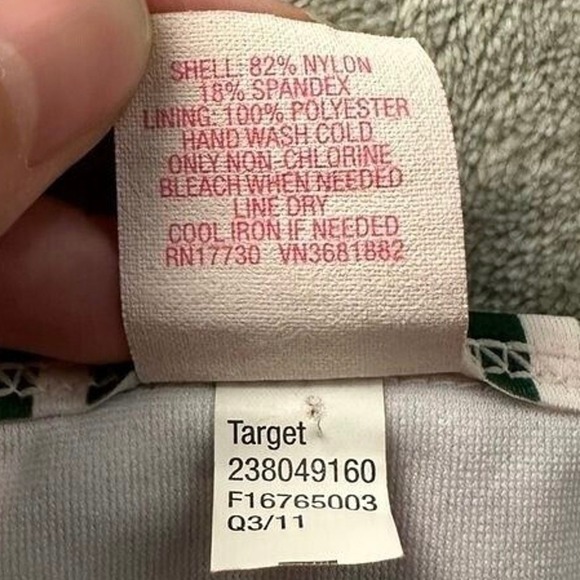 SHELL: 82% NYLON
18% SPANDEX
LINING: 100% POLYESTER
HAND WASH COLD
ONLY NON-CHLORINE
BLEACH WHEN NEEDED
LINE DRY
COOL IRON IF NEEDED
RN17730 VN3681882
Target
238049160
F16765003
Q3/11